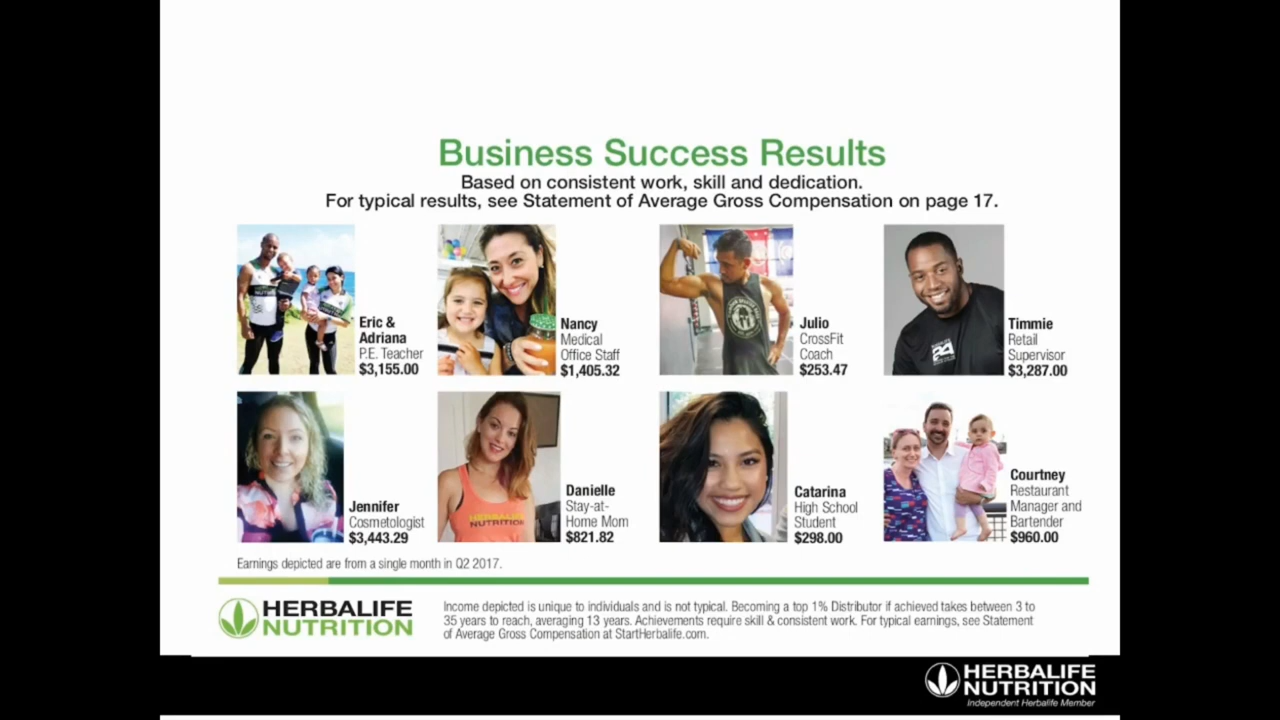 Business Success Results
Based on consistent work, skill and dedication.
For typical results, see Statement of Average Gross Compensation on page 17.
Eric &
Adriana
P.E. Teacher
$3,155.00
Nancy
Medical
Office Staff
$1,405.32
Julio
CrossFit
Coach
$253.47
Timmie
Retail
Supervisor
$3,287.00
Jennifer
Cosmetologist
$3,443.29
HERBALIFE
NUTRITION
Danielle
Stay-at-
Home Mom
$821.82
Catarina
High School
Student
$298.00
Courtney
Restaurant
Manager and
Bartender
$960.00
Earnings depicted are from a single month in Q2 2017.
HERBALIFE
NUTRITION
Income depicted is unique to individuals and is not typical. Becoming a top 1% Distributor if achieved takes between 3 to
35 years to reach, averaging 13 years. Achievements require skill & consistent work. For typical earnings, see Statement
of Average Gross Compensation at StartHerbalife.com.
HERBALIFE
NUTRITION
Independent Herbalife Member